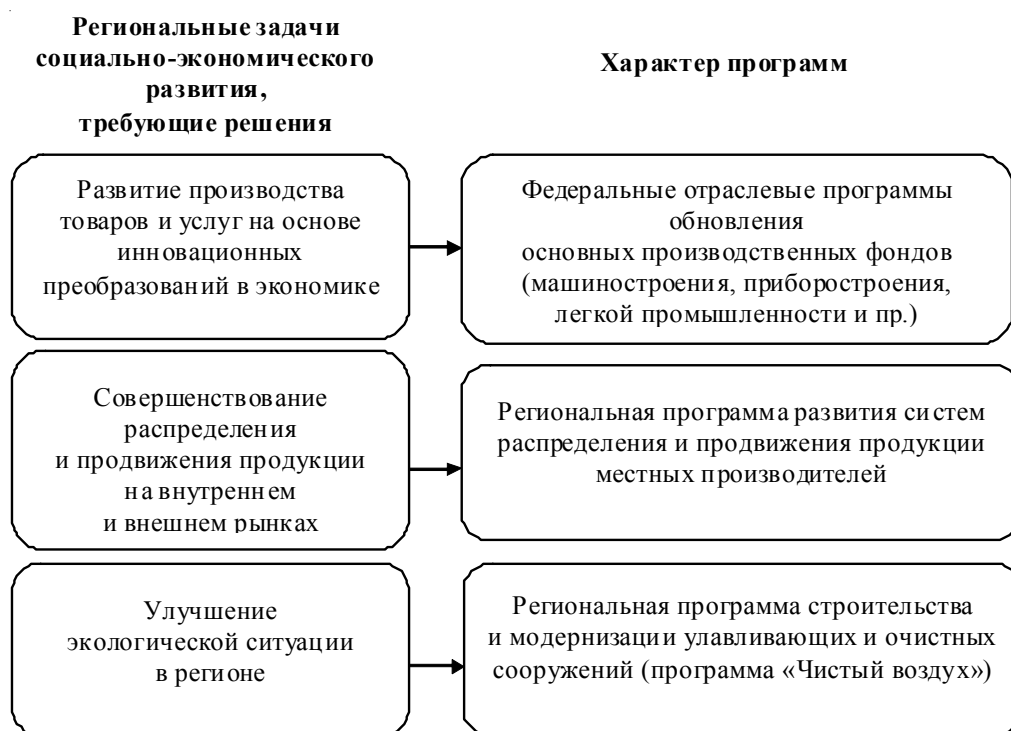 Региональные задачи
социально-экономического
развития,
требующие решения
Характер программ
Развитие производства
товаров и услуг на основе
инновационных
преобразований в экономике
Федеральные отраслевые программы
обновления
основных производственных фондов
(машиностроения, приборостроения,
легкой промышленности и пр.)
Совершенствование
распределения
и продвижения продукции
на внутреннем
и внешнем рынках
Региональная программа развития систем
распределения и продвижения продукции
местных производителей
Улучшение
экологической ситуации
в регионе
Региональная программа строительства
и модернизации улавливающих и очистных
сооружений (программа «Чистый воздух»)